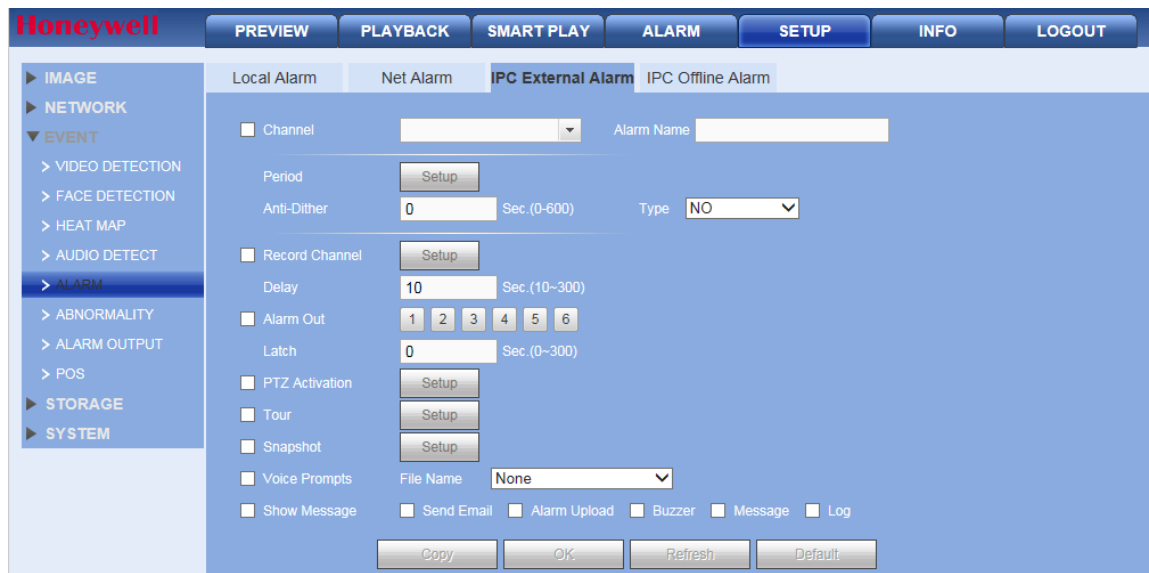 Honeywell
PREVIEW PLAYBACK SMART PLAY ALARM SETUP INFO LOGOUT
IMAGE
NETWORK
EVENT
> VIDEO DETECTION
> FACE DETECTION
> HEAT MAP
> AUDIO DETECT
> ALARM
> ABNORMALITY
> ALARM OUTPUT
> POS
STORAGE
SYSTEM
Local Alarm Net Alarm IPC External Alarm IPC Offline Alarm
Channel Alarm Name
Period Setup
Anti-Dither 0 Sec.(0-600) Type NO
Record Channel Setup
Delay 10 Sec.(10~300)
Alarm Out 1 2 3 4 5 6
Latch 0 Sec.(0~300)
PTZ Activation Setup
Tour Setup
Snapshot Setup
Voice Prompts File Name None
Show Message Send Email Alarm Upload Buzzer Message Log
Copy OK Refresh Default